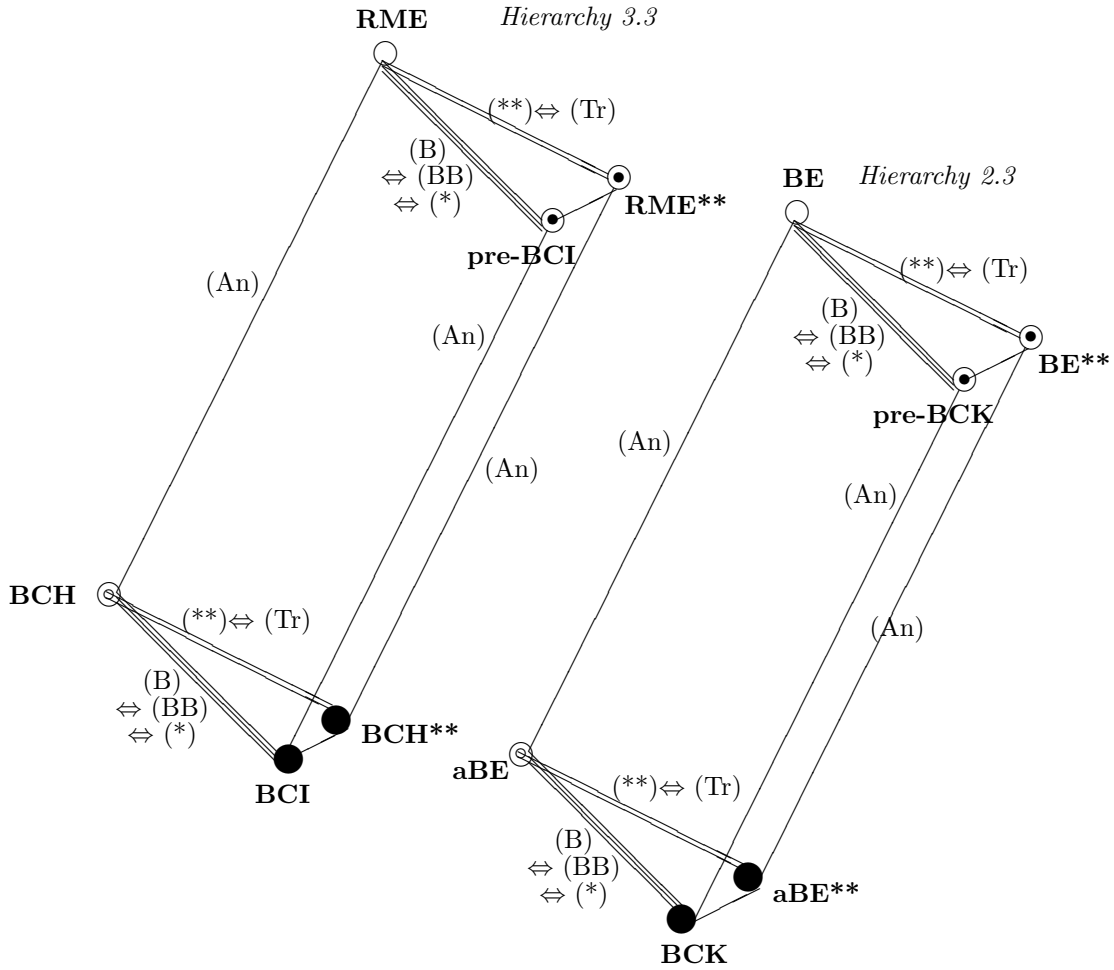 RME Hierarchy 3.3
(**)⇔ (Tr)
(B)
⇔ (BB)
⇔ (*)
RME**
pre-BCI
BE Hierarchy 2.3
(**)⇔ (Tr)
(B)
⇔ (BB)
⇔ (*)
BE**
pre-BCK
(An)
(An)
(An)
(An)
(An)
(An)
BCH
(**)⇔ (Tr)
(B)
⇔ (BB)
⇔ (*)
BCH**
BCI
aBE
(**)⇔ (Tr)
(B)
⇔ (BB)
⇔ (*)
aBE**
BCK